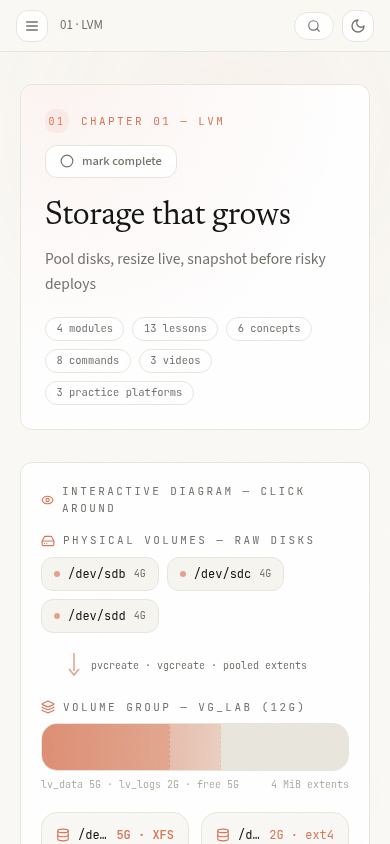 01 · LVM
01 CHAPTER 01 — LVM
mark complete
Storage that grows
Pool disks, resize live, snapshot before risky
deploys
4 modules 13 lessons 6 concepts
8 commands 3 videos
3 practice platforms
INTERACTIVE DIAGRAM — CLICK
AROUND
PHYSICAL VOLUMES — RAW DISKS
/dev/sdb 4G /dev/sdc 4G
/dev/sdd 4G
pvcreate · vgcreate · pooled extents
VOLUME GROUP — VG_LAB (12G)
lv_data 5G · lv_logs 2G · free 5G 4 MiB extents
/de… 5G · XFS /d… 2G · ext4